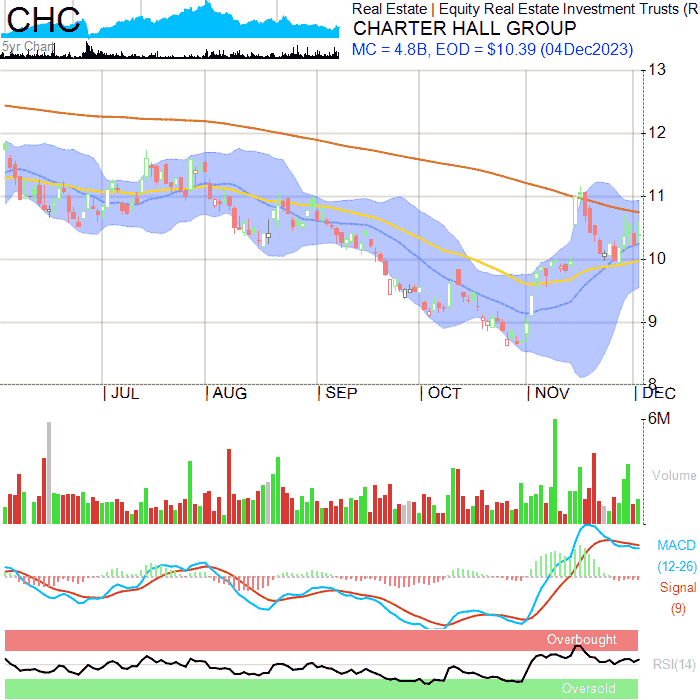 CHC
5yr Chart
Real Estate | Equity Real Estate Investment Trusts (R
CHARTER HALL GROUP
MC = 4.8B, EOD = $10.39 (04Dec2023)
13
12
11
10
9
8
| JUL
| AUG
| SEP
| OCT
| NOV
| DEC
6M
Volume
MACD
(12-26)
Signal
(9)
Overbought
RSI(14)
Oversold